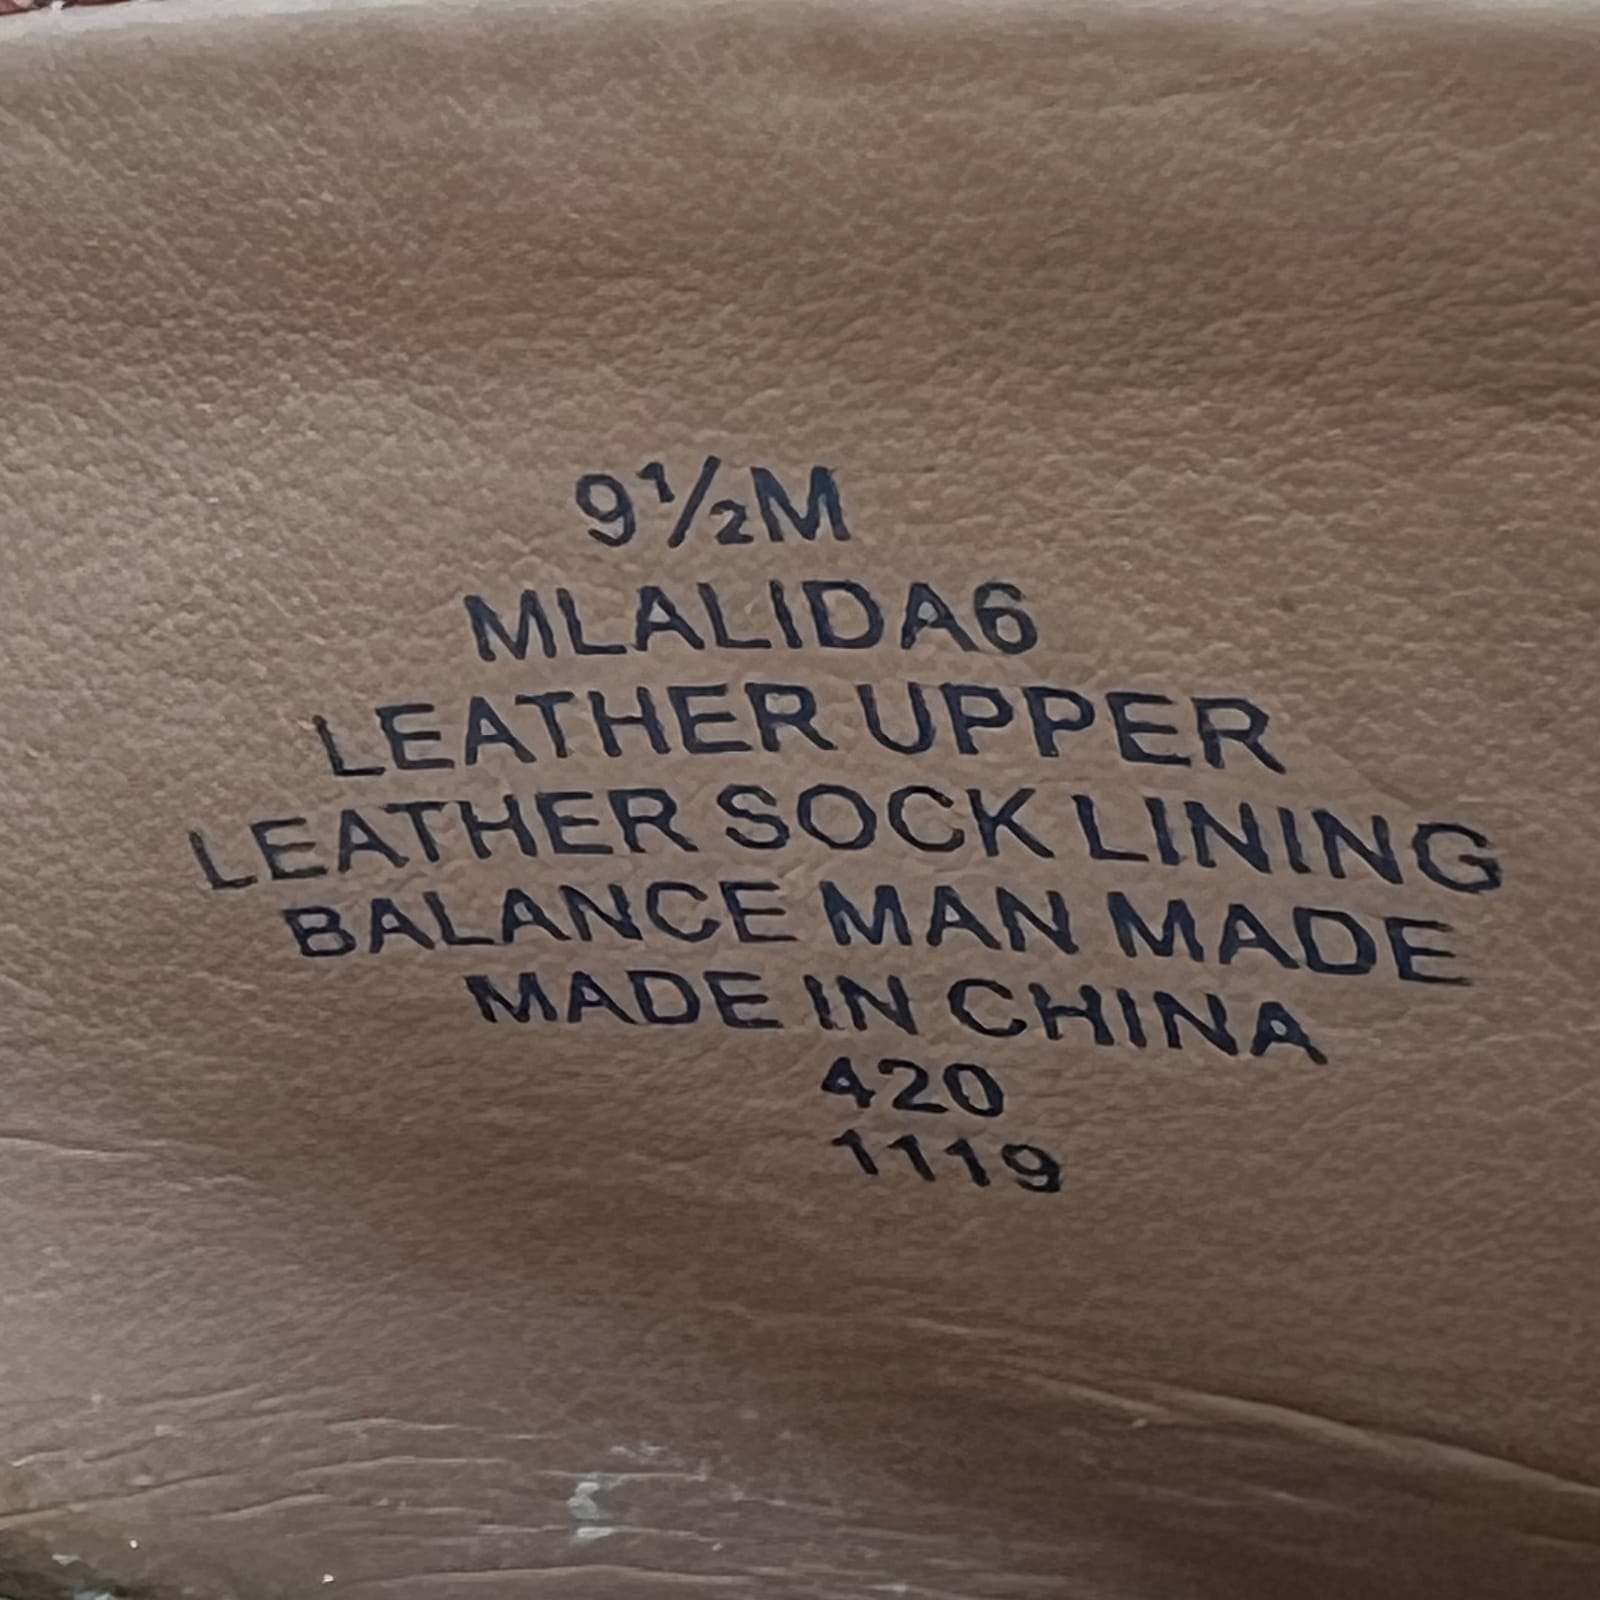 9½M
MLALIDA6
LEATHER UPPER
LEATHER SOCK LINING
BALANCE MAN MADE
MADE IN CHINA
420
1119